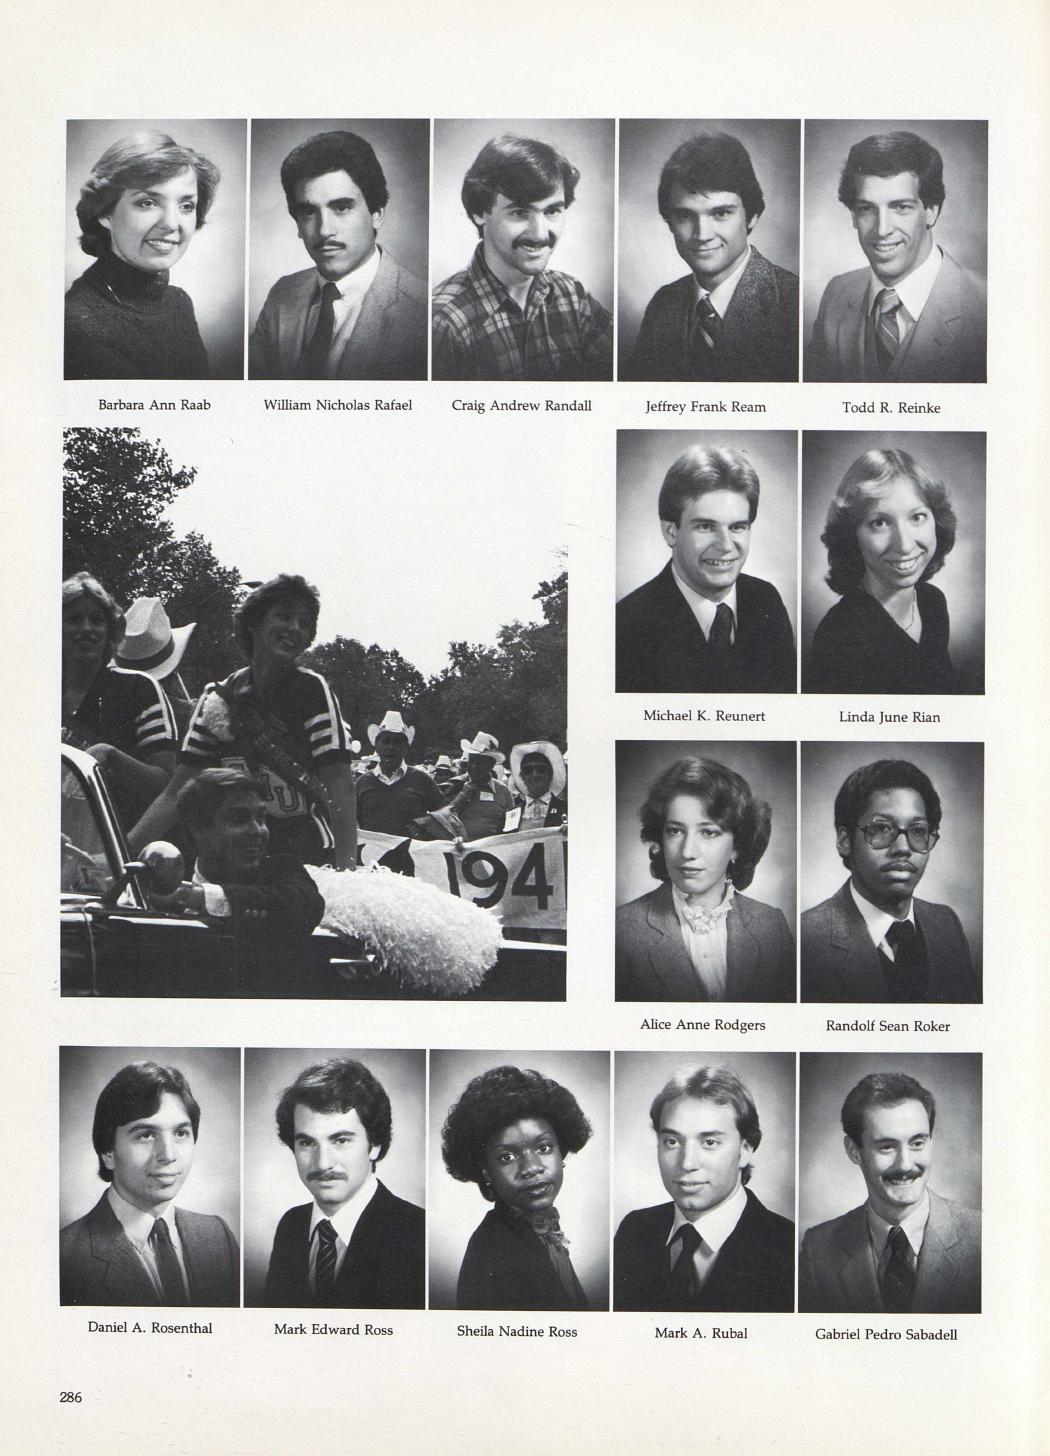 Barbara Ann Raab
William Nicholas Rafael
Craig Andrew Randall
Jeffrey Frank Ream
Todd R. Reinke
MU
1941
Michael K. Reunert
Linda June Rian
Alice Anne Rodgers
Randolf Sean Roker
Daniel A. Rosenthal
Mark Edward Ross
Sheila Nadine Ross
Mark A. Rubal
Gabriel Pedro Sabadell
286